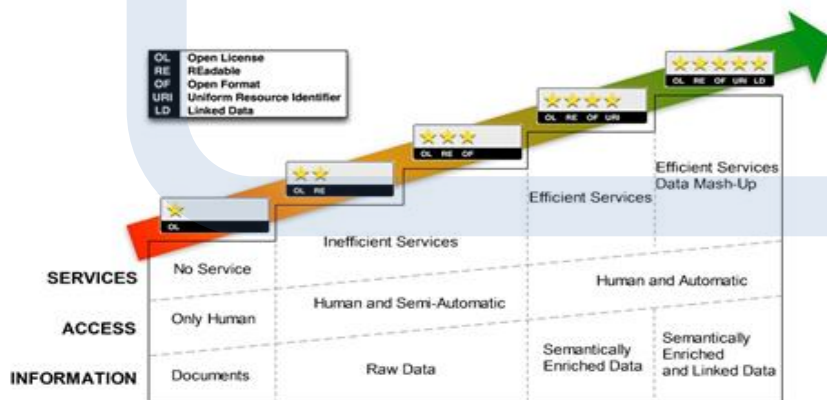 OL Open License
RE REadable
OF Open Format
URI Uniform Resource Identifier
LD Linked Data
OL RE OF URI LD
OL RE OF URI
OL RE OF
OL RE
OL
Efficient Services
Data Mash-Up
Efficient Services
Inefficient Services
No Service
SERVICES
Human and Automatic
Human and Semi-Automatic
Only Human
ACCESS
Semantically
Enriched
and Linked Data
Semantically
Enriched Data
Raw Data
Documents
INFORMATION